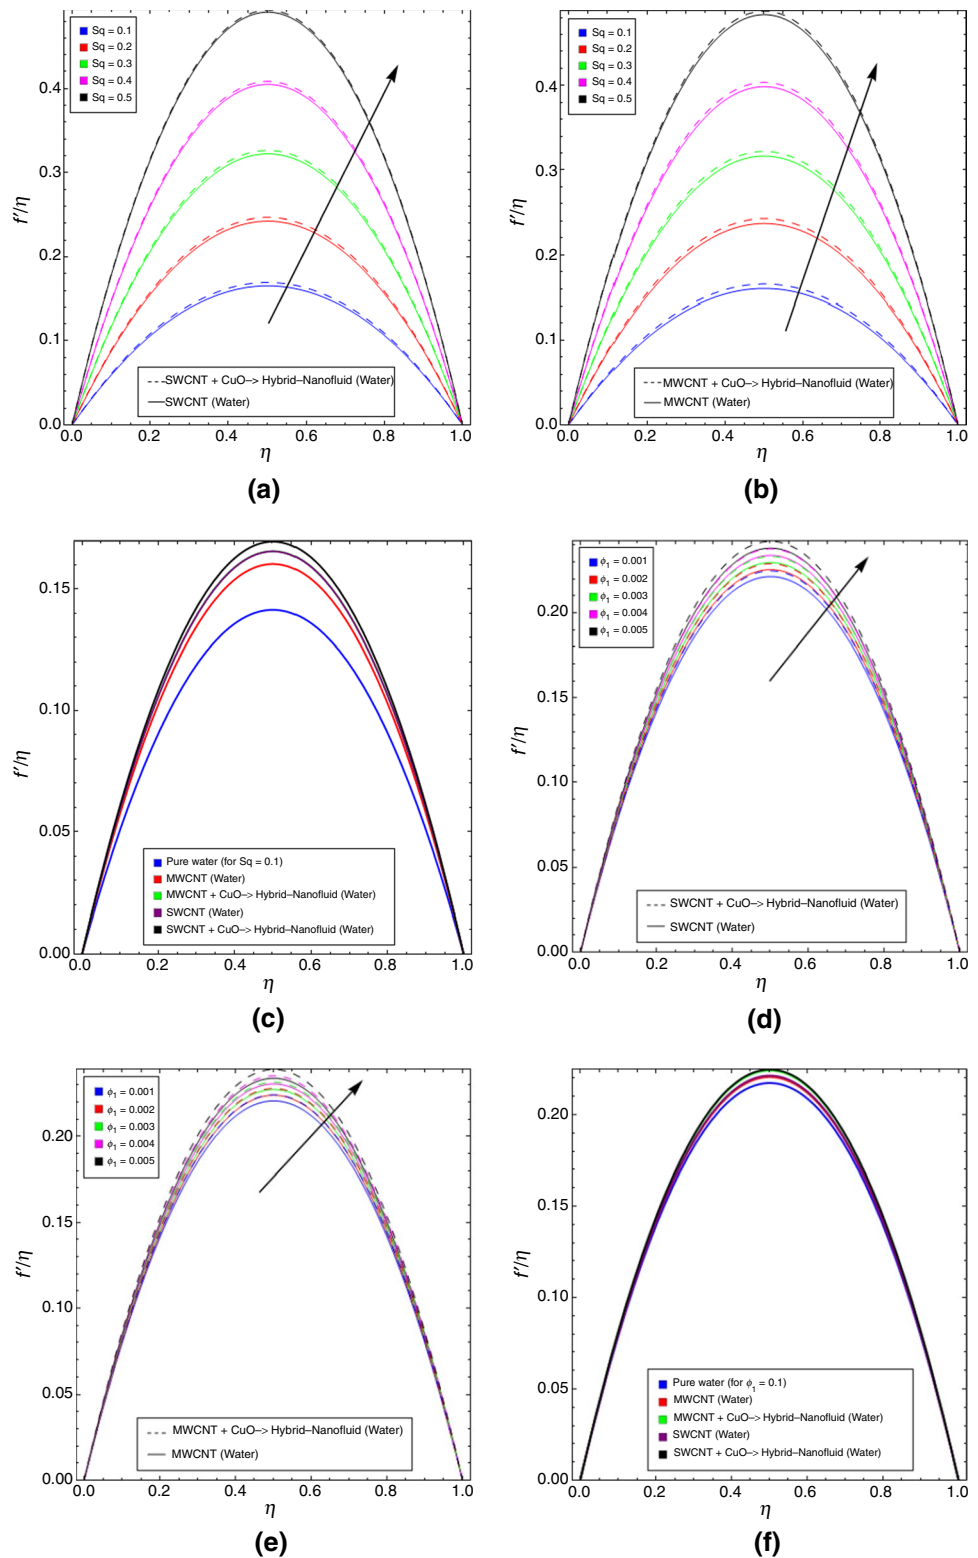 Sq = 0.1
Sq = 0.2
Sq = 0.3
Sq = 0.4
Sq = 0.5
0.4
0.3
0.2
0.1
0.0
f′/η
SWCNT + CuO–> Hybrid–Nanofluid (Water)
SWCNT (Water)
0.0 0.2 0.4 0.6 0.8 1.0
η
(a)
Sq = 0.1
Sq = 0.2
Sq = 0.3
Sq = 0.4
Sq = 0.5
0.4
0.3
0.2
0.1
0.0
f′/η
MWCNT + CuO–> Hybrid–Nanofluid (Water)
MWCNT (Water)
0.0 0.2 0.4 0.6 0.8 1.0
η
(b)
0.15
0.10
0.05
0.00
f′/η
Pure water (for Sq = 0.1)
MWCNT (Water)
MWCNT + CuO–> Hybrid–Nanofluid (Water)
SWCNT (Water)
SWCNT + CuO–> Hybrid–Nanofluid (Water)
0.0 0.2 0.4 0.6 0.8 1.0
η
(c)
ϕ1 = 0.001
ϕ1 = 0.002
ϕ1 = 0.003
ϕ1 = 0.004
ϕ1 = 0.005
0.20
0.15
0.10
0.05
0.00
f′/η
SWCNT + CuO–> Hybrid–Nanofluid (Water)
SWCNT (Water)
0.0 0.2 0.4 0.6 0.8 1.0
η
(d)
ϕ1 = 0.001
ϕ1 = 0.002
ϕ1 = 0.003
ϕ1 = 0.004
ϕ1 = 0.005
0.20
0.15
0.10
0.05
0.00
f′/η
MWCNT + CuO–> Hybrid–Nanofluid (Water)
MWCNT (Water)
0.0 0.2 0.4 0.6 0.8 1.0
η
(e)
0.20
0.15
0.10
0.05
0.00
f′/η
Pure water (for ϕ1 = 0.1)
MWCNT (Water)
MWCNT + CuO–> Hybrid–Nanofluid (Water)
SWCNT (Water)
SWCNT + CuO–> Hybrid–Nanofluid (Water)
0.0 0.2 0.4 0.6 0.8 1.0
η
(f)